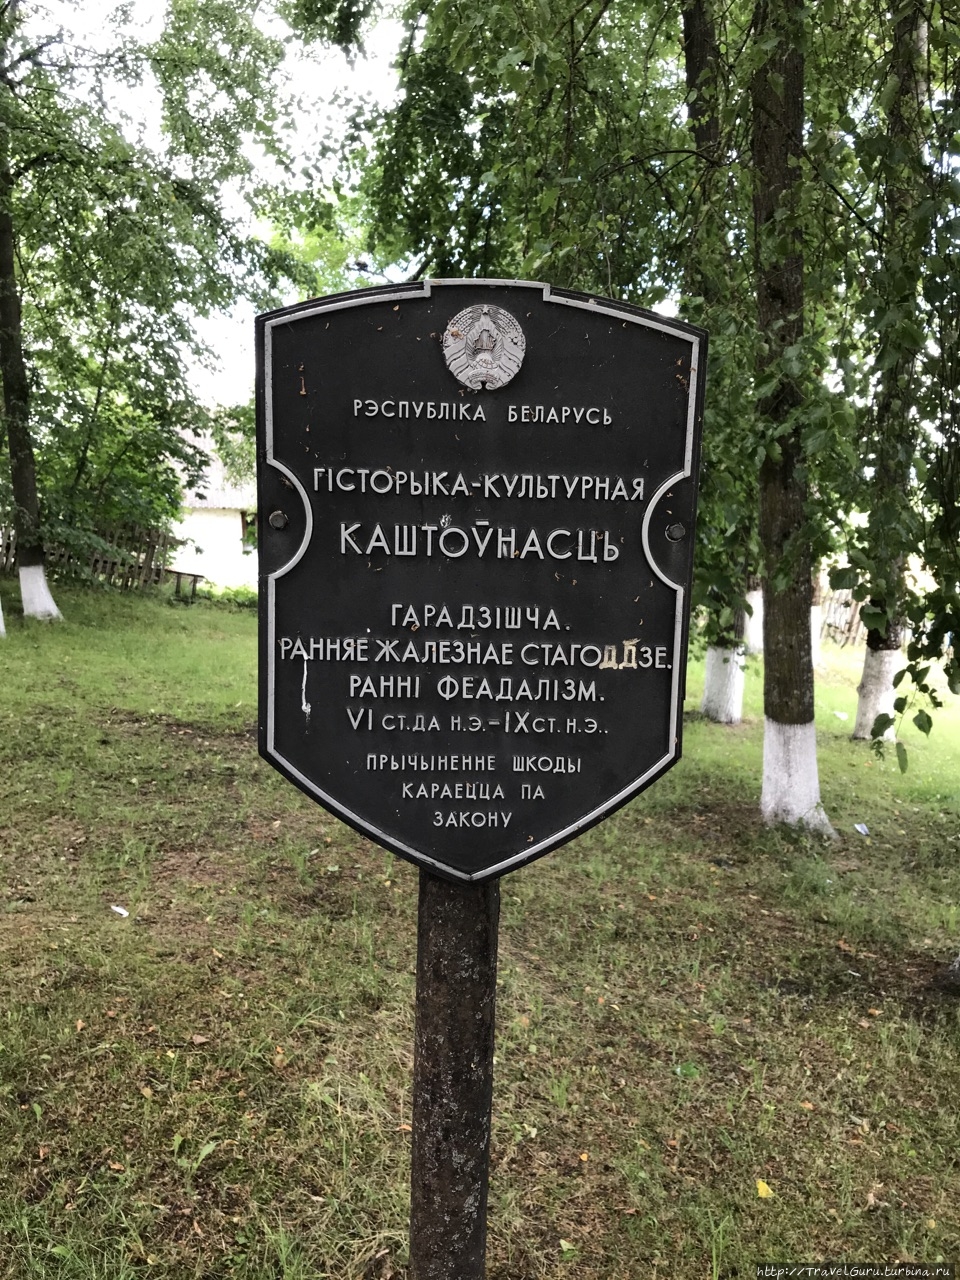 РЭСПУБЛІКА БЕЛАРУСЬ
ГІСТОРЫКА-КУЛЬТУРНАЯ
КАШТОЎНАСЦЬ
ГАРАДЗІШЧА.
РАННЯЕ ЖАЛЕЗНАЕ СТАГОДДЗЕ.
РАННІ ФЕАДАЛІЗМ.
VI СТ.ДА Н.Э.-IX СТ. Н.Э..
ПРЫЧЫНЕННЕ ШКОДЫ
КАРАЕЦЦА ПА
ЗАКОНУ
http://TravelGuru.turbina.ru